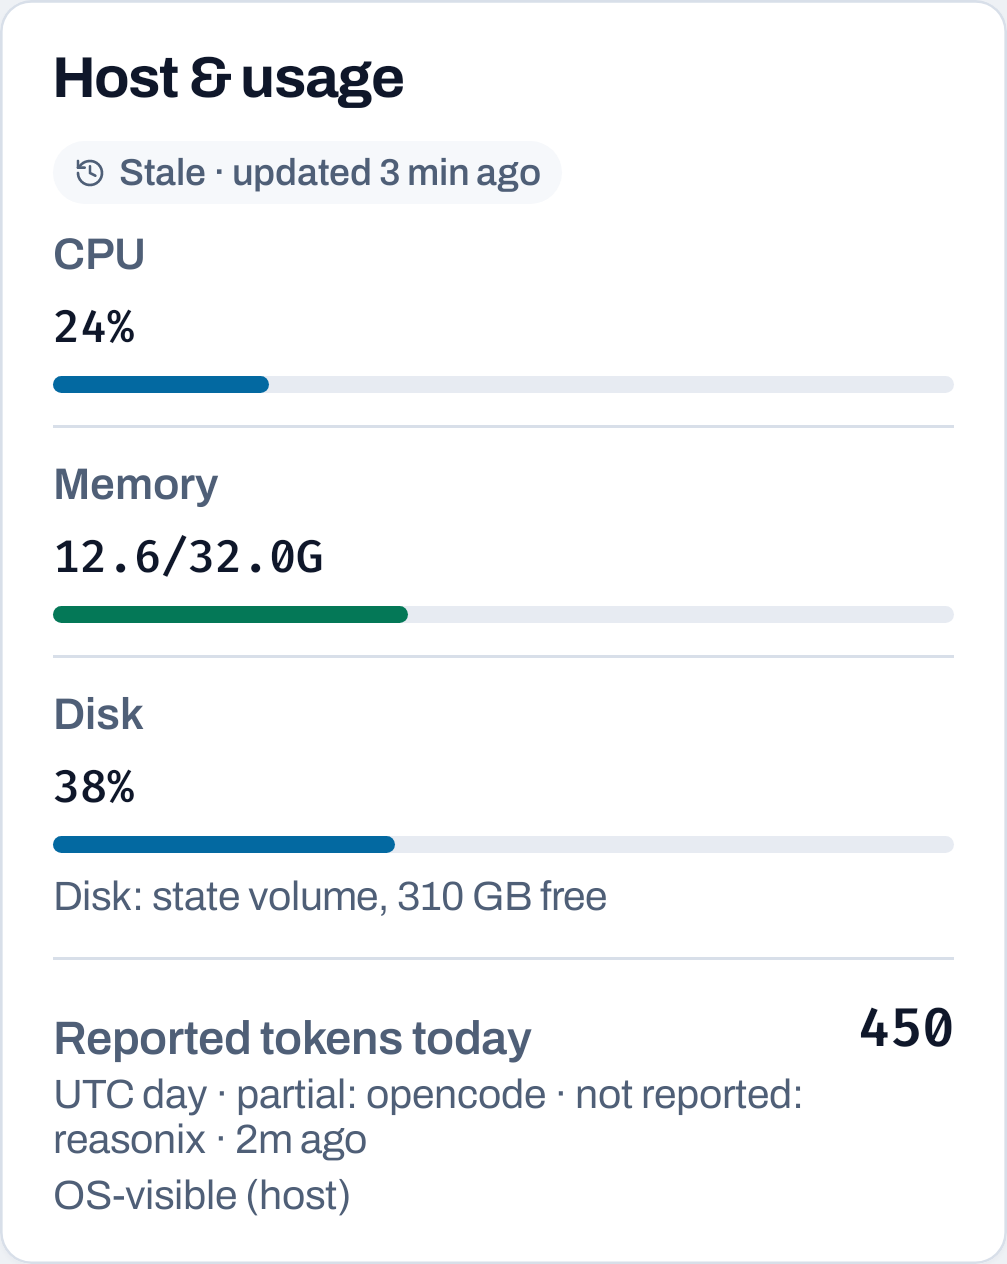 Host & usage
Stale · updated 3 min ago
CPU
24%
Memory
12.6/32.0G
Disk
38%
Disk: state volume, 310 GB free
Reported tokens today 450
UTC day · partial: opencode · not reported:
reasonix · 2m ago
OS-visible (host)